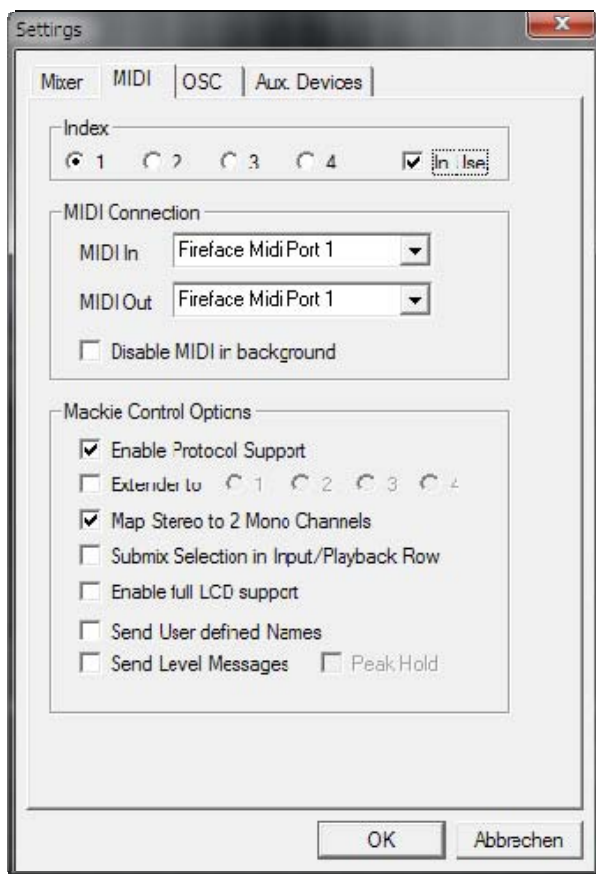 Settings
Mixer MIDI OSC Aux. Devices
Index
1 2 3 4 In Use
MIDI Connection
MIDI In Fireface Midi Port 1
MIDI Out Fireface Midi Port 1
Disable MIDI in background
Mackie Control Options
Enable Protocol Support
Extender to 1 2 3 4
Map Stereo to 2 Mono Channels
Submix Selection in Input/Playback Row
Enable full LCD support
Send User defined Names
Send Level Messages Peak Hold
OK Abbrechen